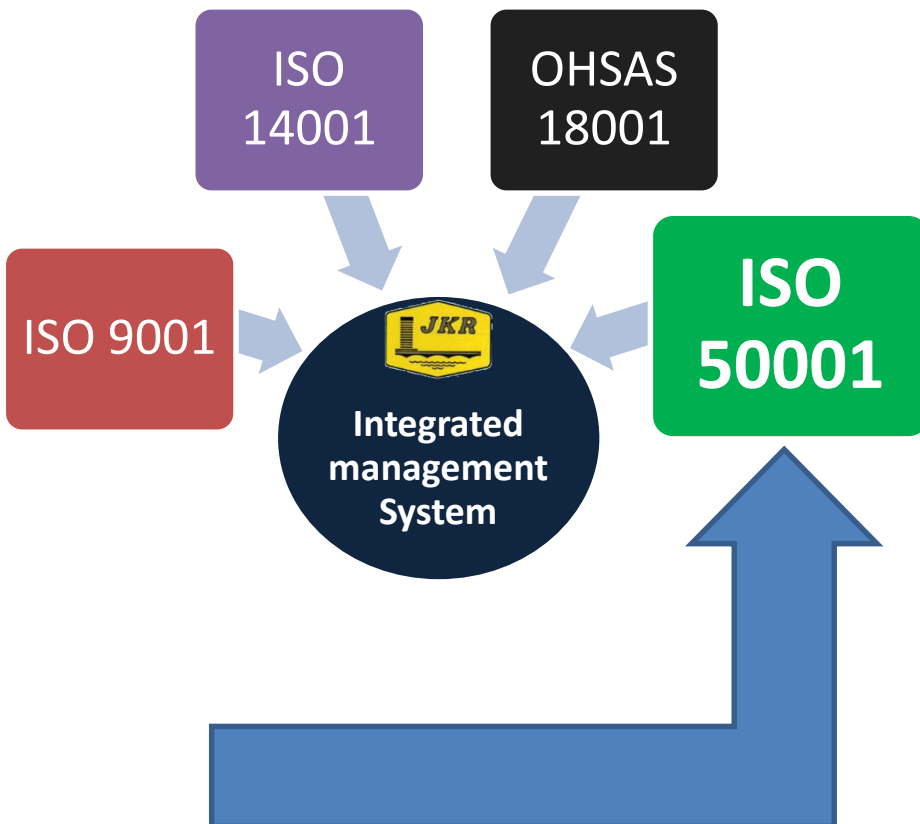 ISO
14001
OHSAS
18001
ISO 9001
ISO
50001
JKR
Integrated
management
System